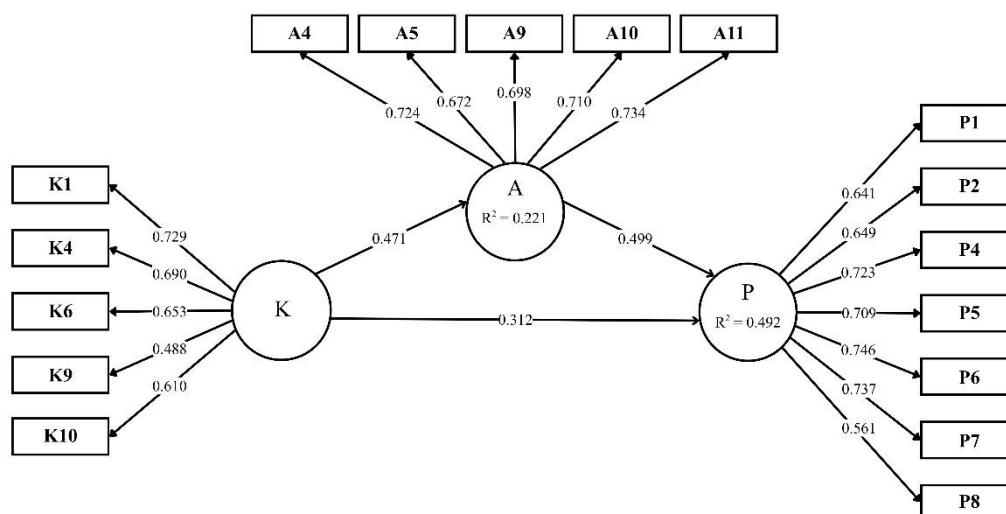 A4 A5 A9 A10 A11
0.724 0.672 0.698 0.710 0.734
A
R² = 0.221
K1
K4
K6
K9
K10
0.729
0.690
0.653
0.488
0.610
K
0.471
0.499
0.312
P
R² = 0.492
0.641
0.649
0.723
0.709
0.746
0.737
0.561
P1
P2
P4
P5
P6
P7
P8